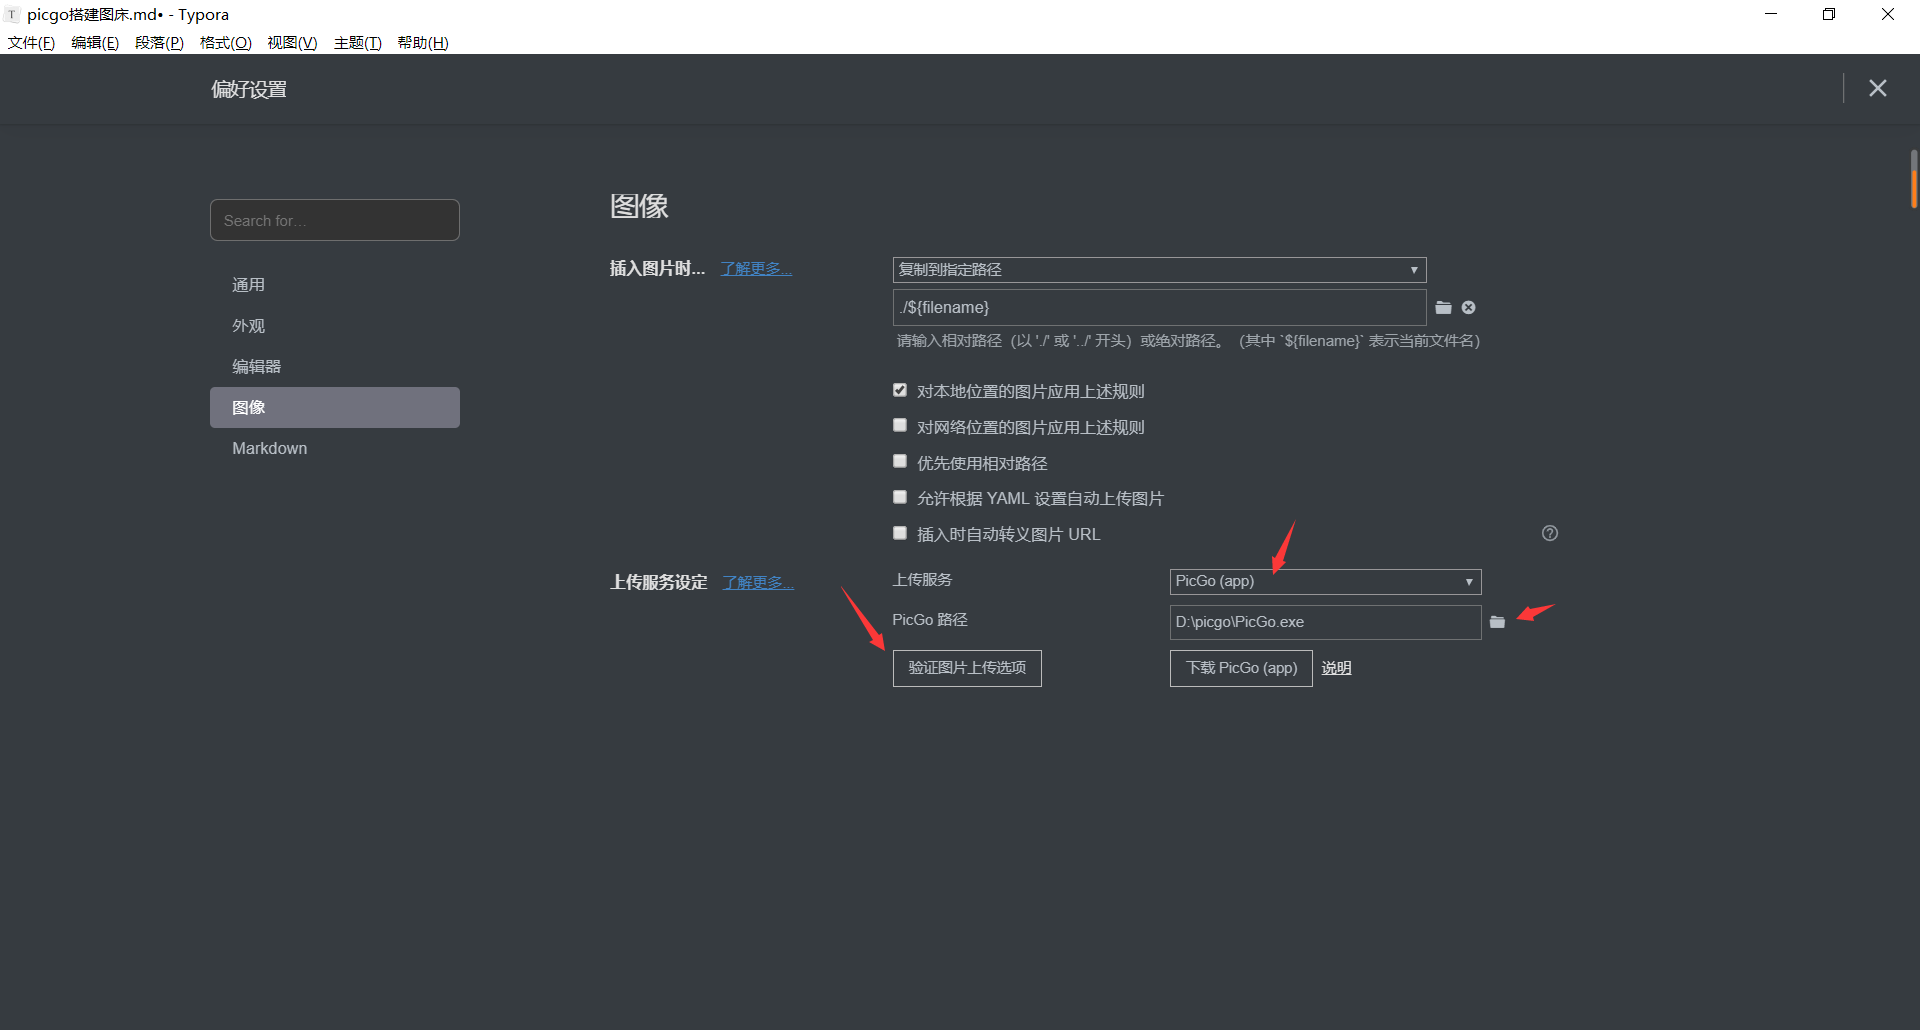 picgo搭建图床.md• - Typora
文件(F) 编辑(E) 段落(P) 格式(O) 视图(V) 主题(T) 帮助(H)
偏好设置
Search for...
通用
外观
编辑器
图像
Markdown
图像
插入图片时... 了解更多...
复制到指定路径
./${filename}
请输入相对路径（以 './' 或 '../' 开头）或绝对路径。（其中 `${filename}` 表示当前文件名）
对本地位置的图片应用上述规则
对网络位置的图片应用上述规则
优先使用相对路径
允许根据 YAML 设置自动上传图片
插入时自动转义图片 URL
上传服务设定 了解更多...
上传服务 PicGo (app)
PicGo 路径 D:\picgo\PicGo.exe
验证图片上传选项 下载 PicGo (app) 说明